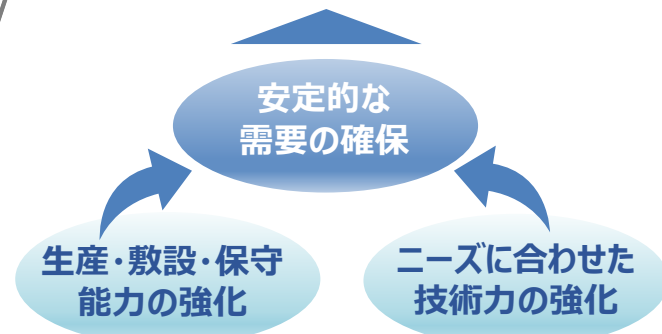 安定的な
需要の確保
生産･敷設･保守
能力の強化
ニーズに合わせた
技術力の強化